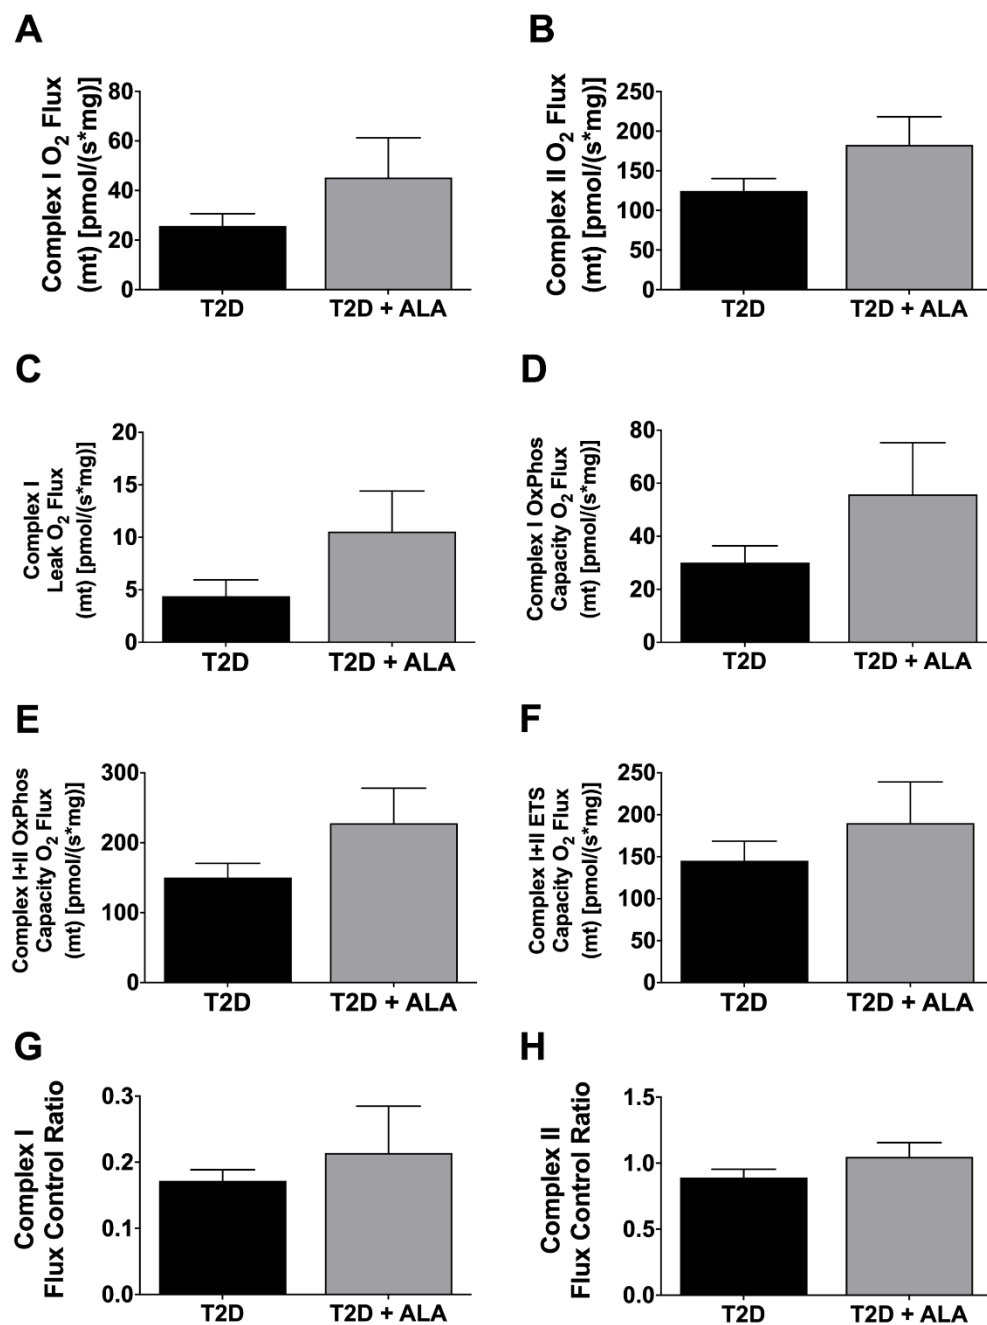 A
Complex I O2 Flux
(mt) [pmol/(s*mg)]
80
60
40
20
0
T2D
T2D + ALA
B
Complex II O2 Flux
(mt) [pmol/(s*mg)]
250
200
150
100
50
0
T2D
T2D + ALA
C
Complex I
Leak O2 Flux
(mt) [pmol/(s*mg)]
20
15
10
5
0
T2D
T2D + ALA
D
Complex I OxPhos
Capacity O2 Flux
(mt) [pmol/(s*mg)]
80
60
40
20
0
T2D
T2D + ALA
E
Complex I+II OxPhos
Capacity O2 Flux
(mt) [pmol/(s*mg)]
300
200
100
0
T2D
T2D + ALA
F
Complex I+II ETS
Capacity O2 Flux
(mt) [pmol/(s*mg)]
250
200
150
100
50
0
T2D
T2D + ALA
G
Complex I
Flux Control Ratio
0.3
0.2
0.1
0.0
T2D
T2D + ALA
H
Complex II
Flux Control Ratio
1.5
1.0
0.5
0.0
T2D
T2D + ALA